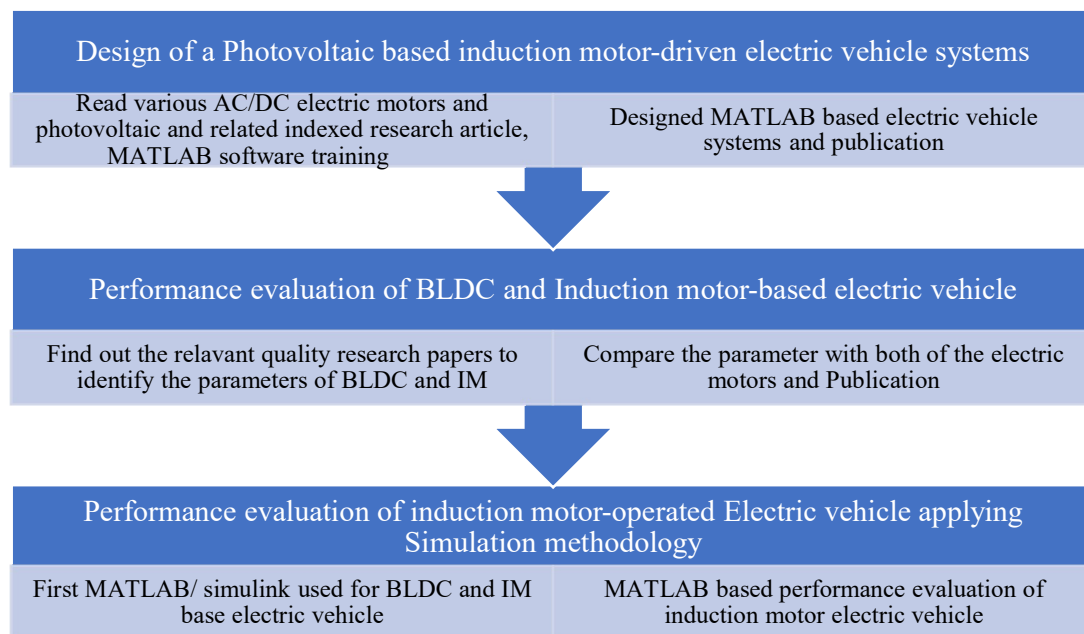 Design of a Photovoltaic based induction motor-driven electric vehicle systems
Read various AC/DC electric motors and
photovoltaic and related indexed research article,
MATLAB software training
Designed MATLAB based electric vehicle
systems and publication
Performance evaluation of BLDC and Induction motor-based electric vehicle
Find out the relavant quality research papers to
identify the parameters of BLDC and IM
Compare the parameter with both of the electric
motors and Publication
Performance evaluation of induction motor-operated Electric vehicle applying
Simulation methodology
First MATLAB/ simulink used for BLDC and IM
base electric vehicle
MATLAB based performance evaluation of
induction motor electric vehicle